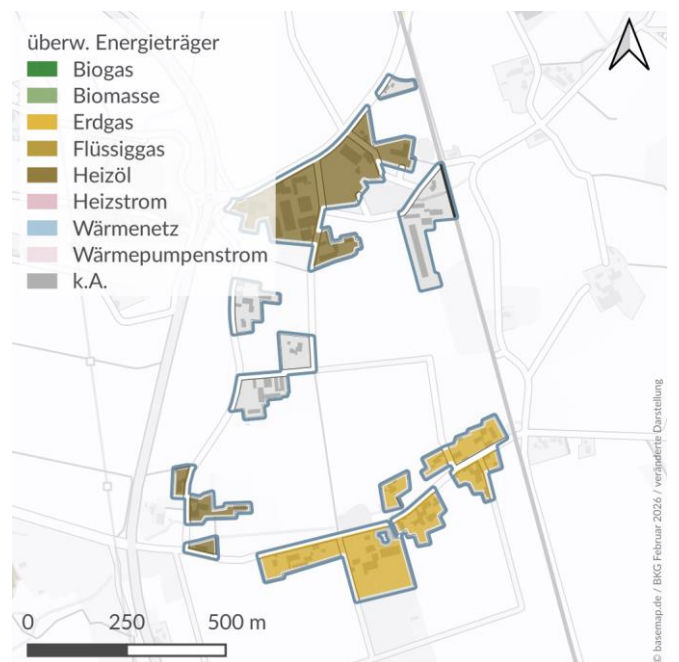 überw. Energieträger
Biogas
Biomasse
Erdgas
Flüssiggas
Heizöl
Heizstrom
Wärmenetz
Wärmepumpenstrom
k.A.
0 250 500 m
© basemap.de / BKG Februar 2026 / veränderte Darstellung